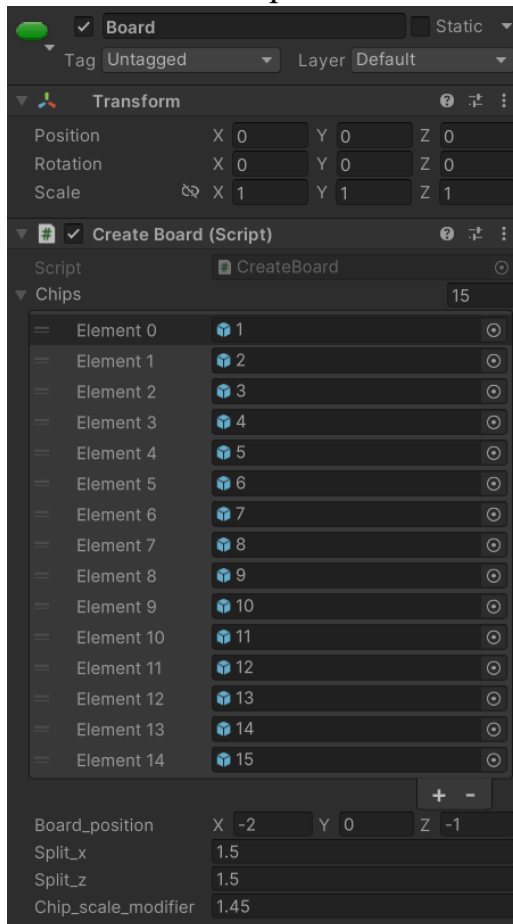 Board Static
Tag Untagged Layer Default
Transform
Position X 0 Y 0 Z 0
Rotation X 0 Y 0 Z 0
Scale X 1 Y 1 Z 1
# Create Board (Script)
Script # CreateBoard
Chips 15
Element 0 1
Element 1 2
Element 2 3
Element 3 4
Element 4 5
Element 5 6
Element 6 7
Element 7 8
Element 8 9
Element 9 10
Element 10 11
Element 11 12
Element 12 13
Element 13 14
Element 14 15
+ -
Board_position X -2 Y 0 Z -1
Split_x 1.5
Split_z 1.5
Chip_scale_modifier 1.45